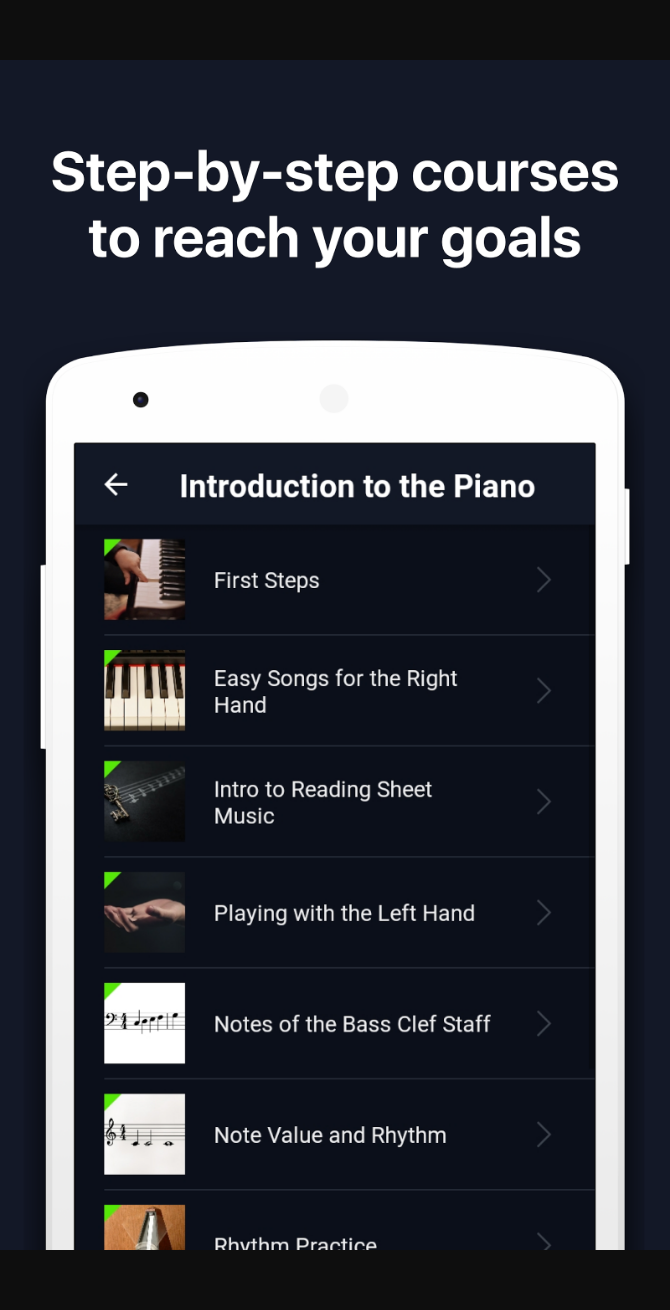 Step-by-step courses
to reach your goals
Introduction to the Piano
First Steps
Easy Songs for the Right
Hand
Intro to Reading Sheet
Music
Playing with the Left Hand
Notes of the Bass Clef Staff
Note Value and Rhythm
Rhythm Practice